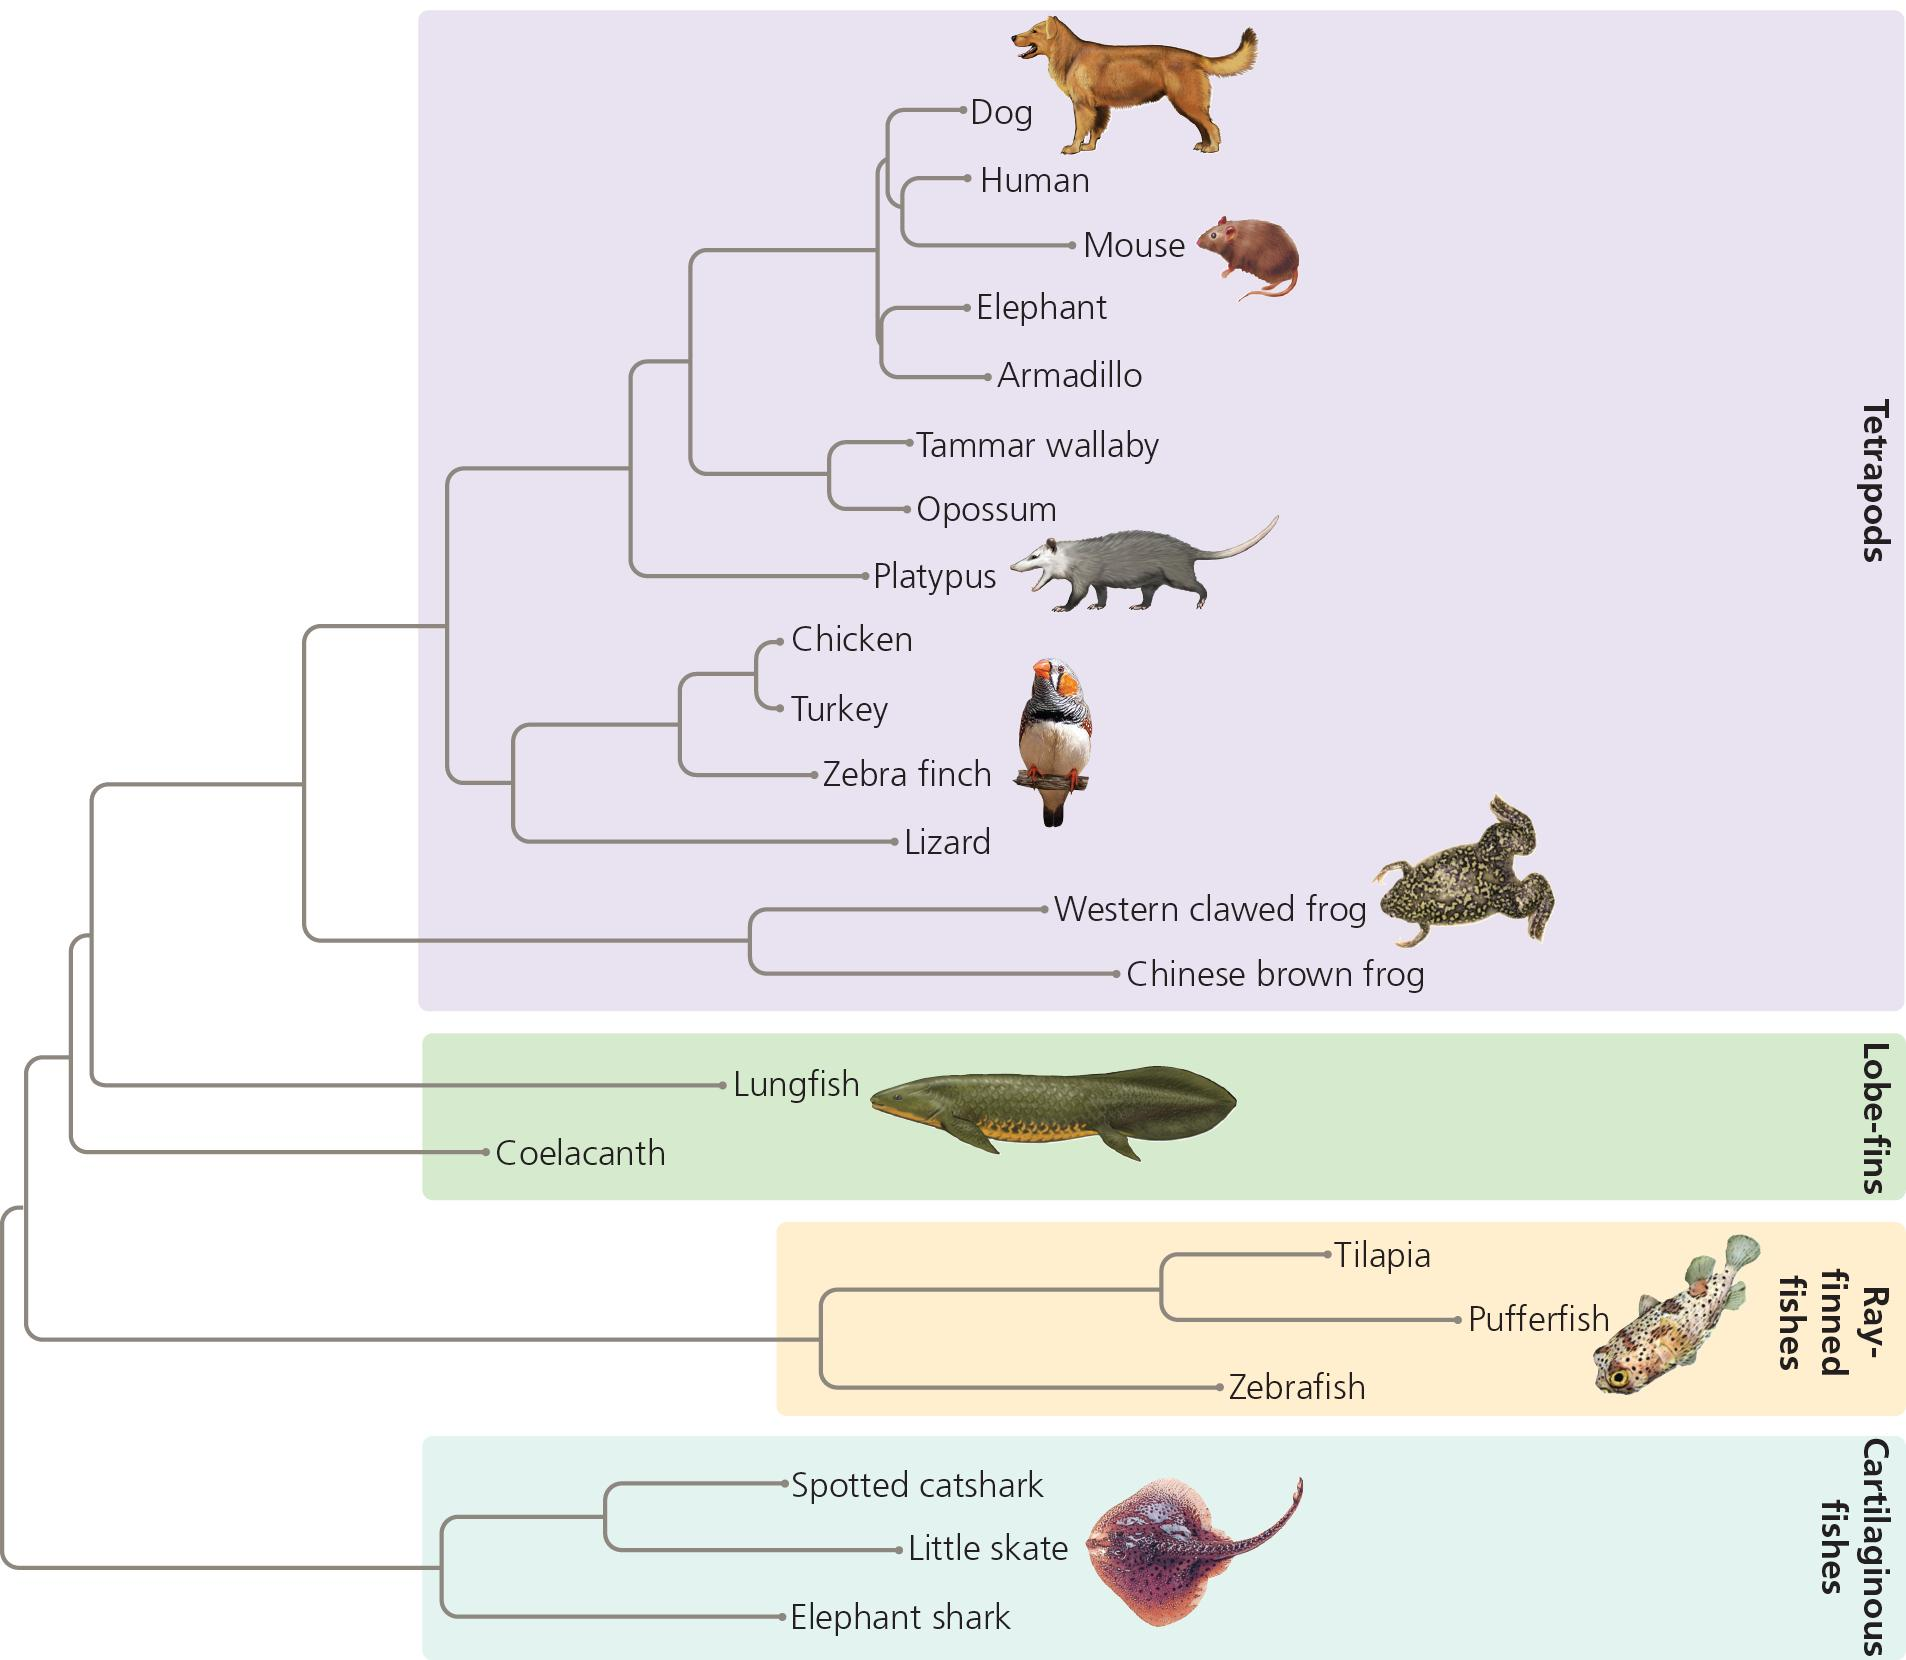 Dog
Human
Mouse
Elephant
Armadillo
Tammar wallaby
Opossum
Platypus
Chicken
Turkey
Zebra finch
Lizard
Western clawed frog
Chinese brown frog
Tetrapods
Lungfish
Coelacanth
Lobe-fins
Tilapia
Pufferfish
Zebrafish
Ray-
finned
fishes
Spotted catshark
Little skate
Elephant shark
Cartilaginous
fishes